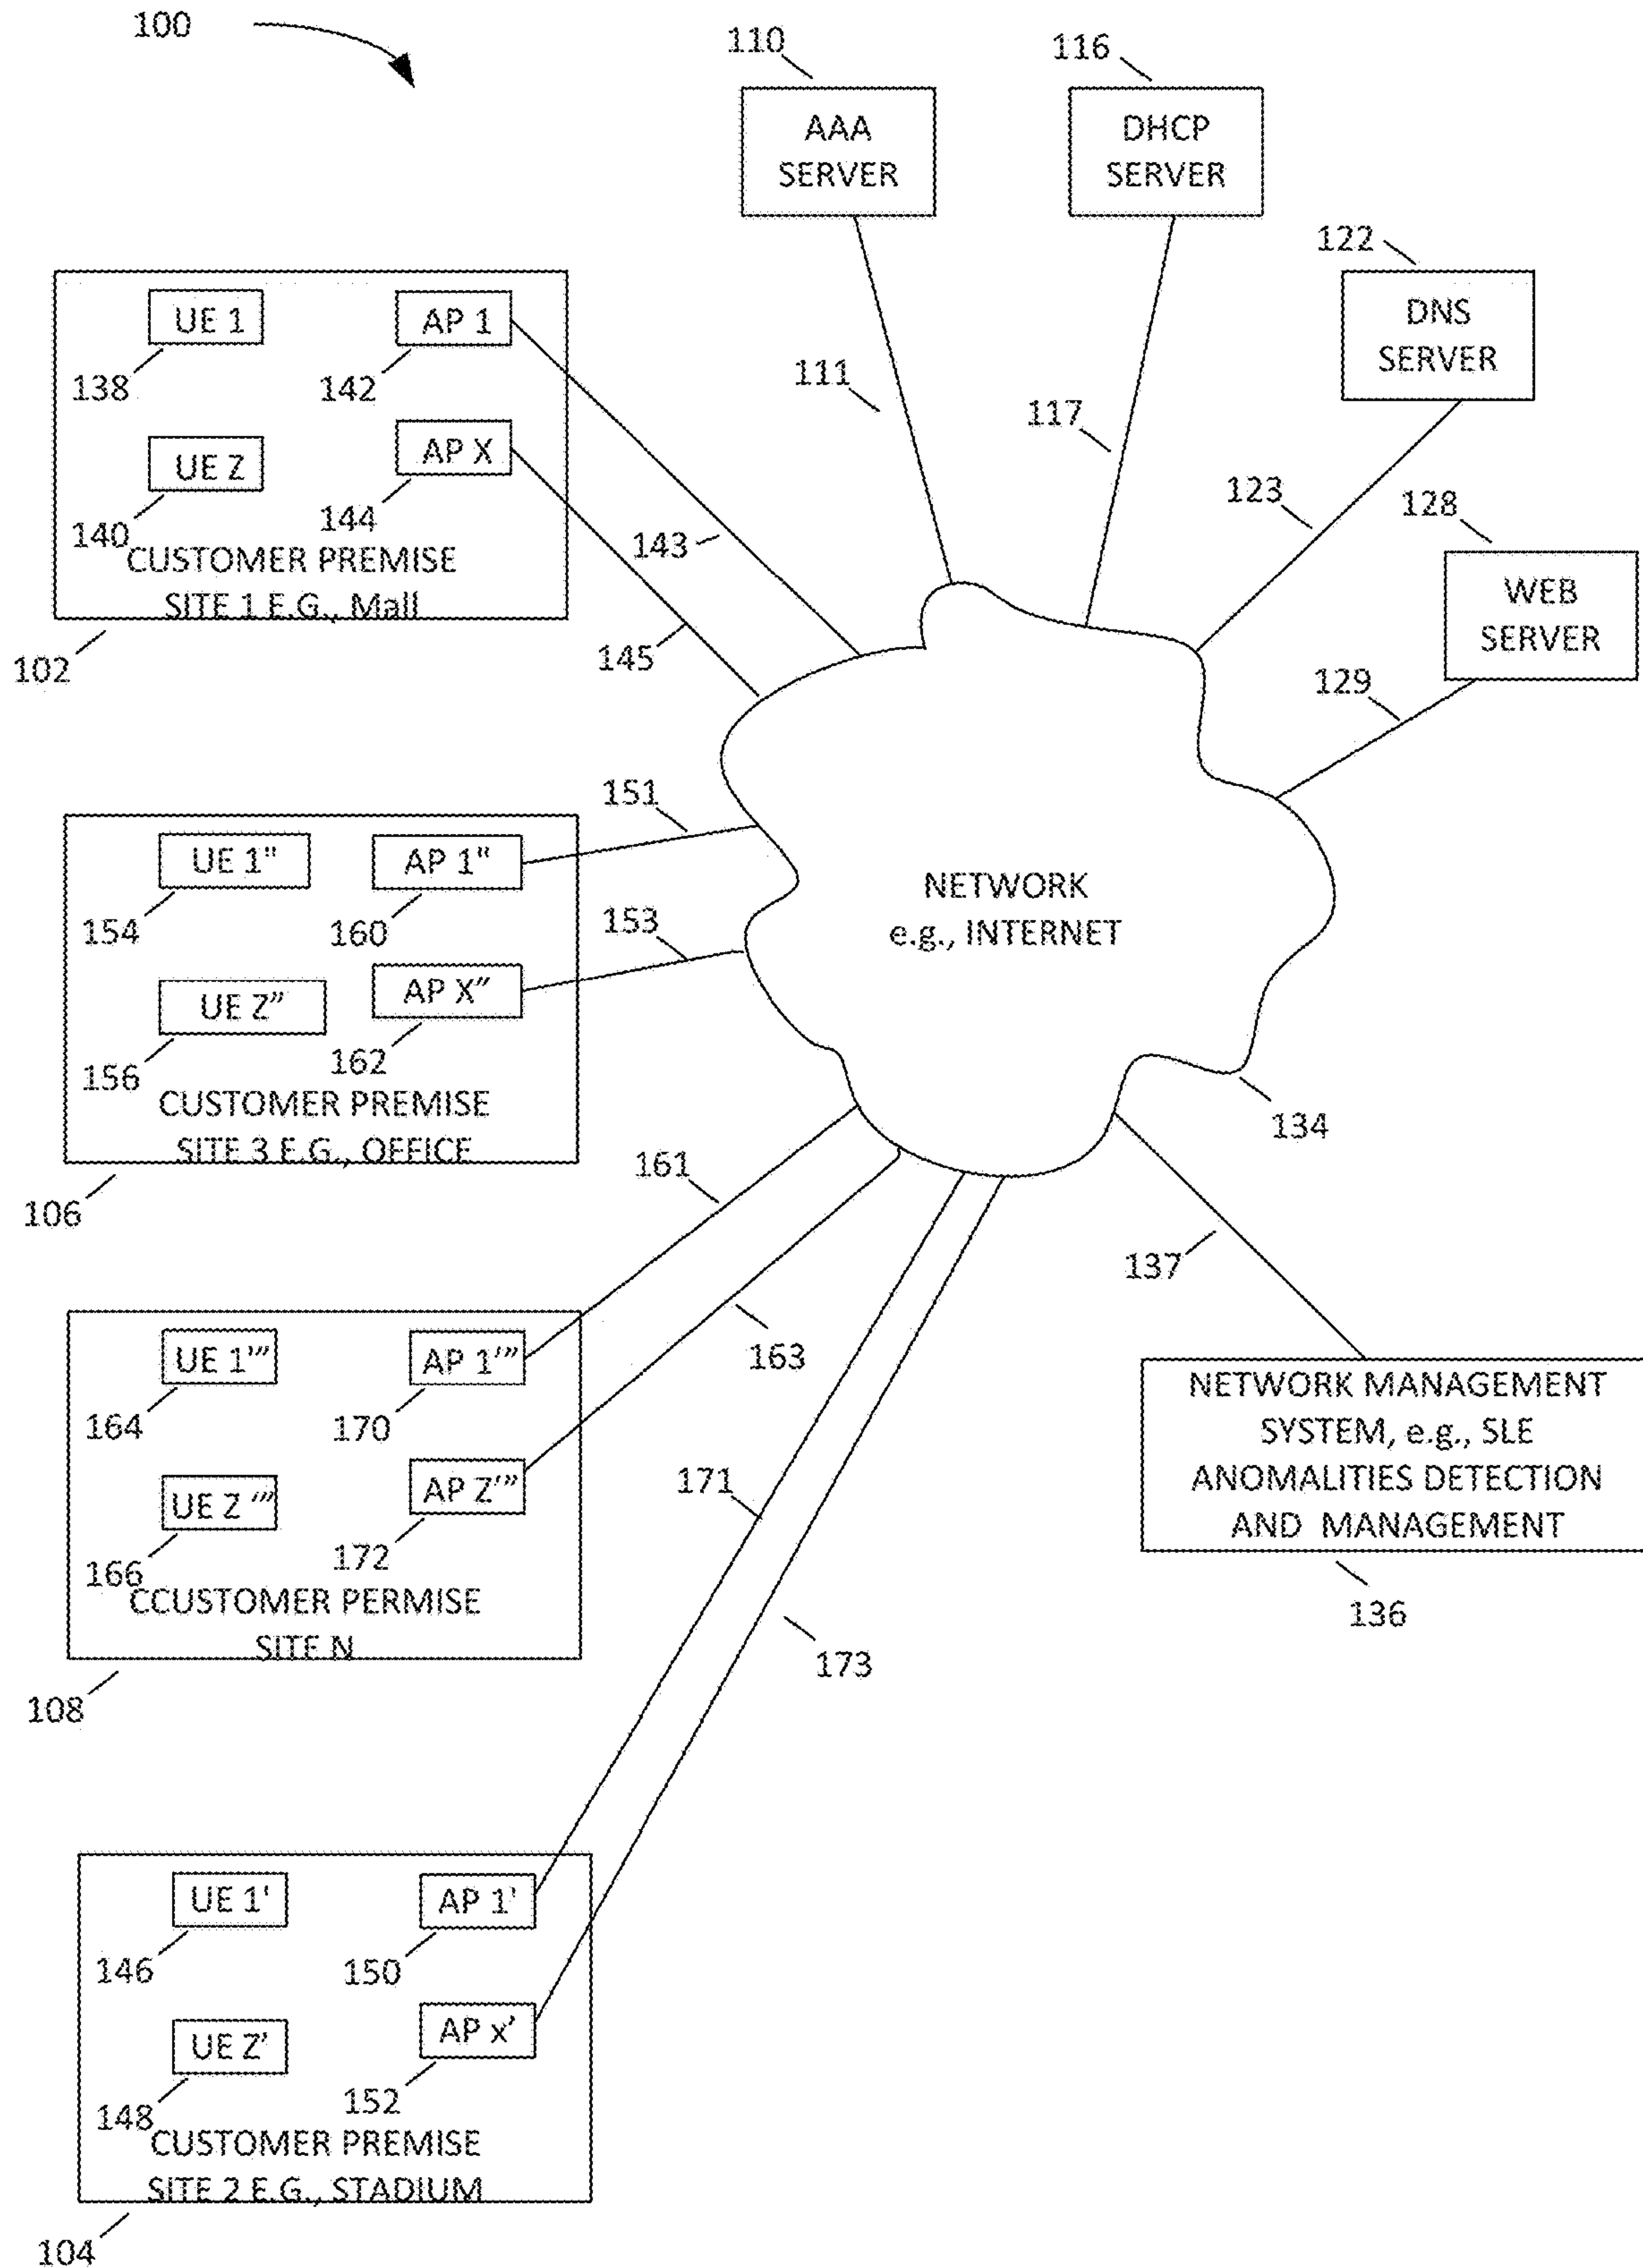 100
110
116
AAA
SERVER
DHCP
SERVER
122
DNS
SERVER
UE 1
AP 1
138
142
111
117
UE Z
AP X
140
144
CUSTOMER PREMISE
SITE 1 E.G., Mall
102
143
145
123
128
WEB
SERVER
129
151
UE 1"
AP 1"
154
160
153
UE Z”
AP X”
156
162
CUSTOMER PREMISE
SITE 3 E.G., OFFICE
106
NETWORK
e.g., INTERNET
134
161
137
163
UE 1’”
AP 1’”
164
170
UE Z ’”
AP Z’”
166
172
CCUSTOMER PERMISE
SITE N
108
171
173
NETWORK MANAGEMENT
SYSTEM, e.g., SLE
ANOMALITIES DETECTION
AND MANAGEMENT
136
UE 1'
AP 1'
146
150
UE Z’
AP x’
148
152
CUSTOMER PREMISE
SITE 2 E.G., STADIUM
104